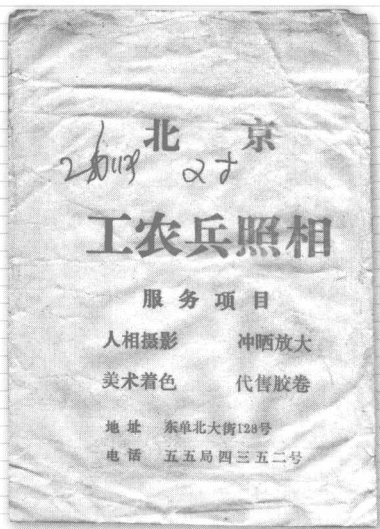 北京
工农兵照相
服务项目
人相摄影 冲晒放大
美术着色 代售胶卷
地址 东单北大街128号
电话 五五局四三五二号